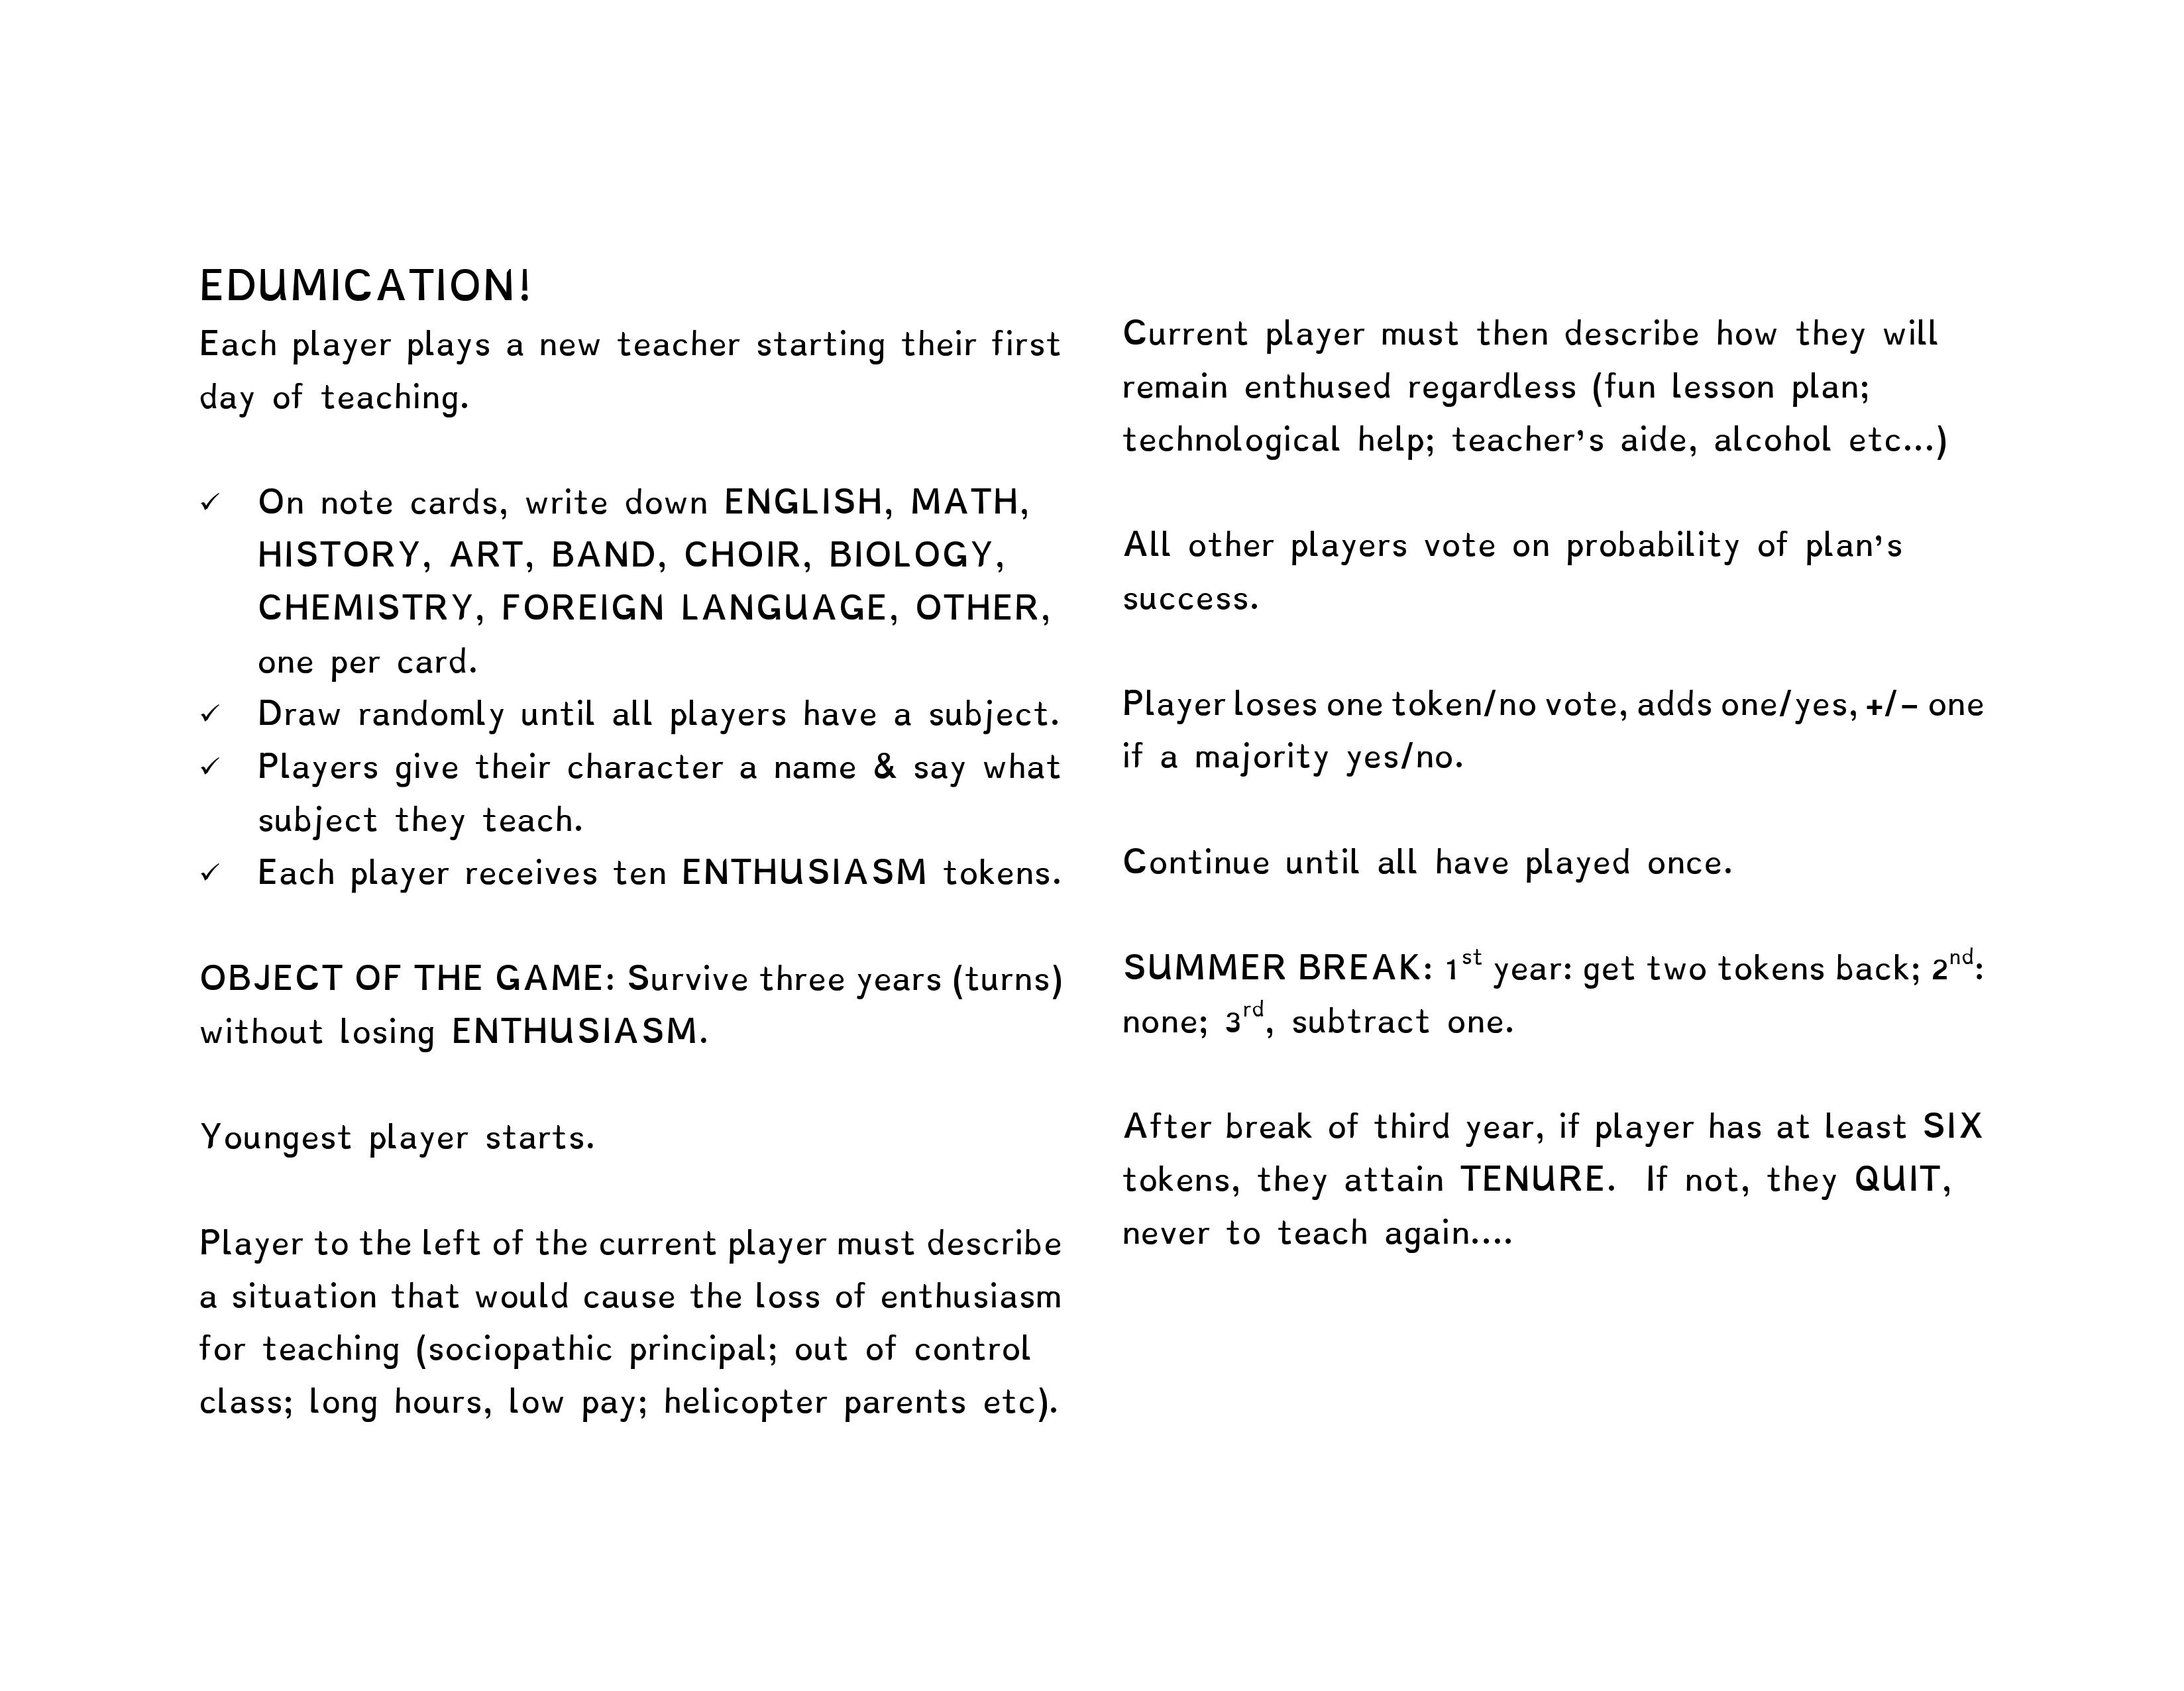 EDUMICATION!
Each player plays a new teacher starting their first
day of teaching.
✓ On note cards, write down ENGLISH, MATH,
HISTORY, ART, BAND, CHOIR, BIOLOGY,
CHEMISTRY, FOREIGN LANGUAGE, OTHER,
one per card.
✓ Draw randomly until all players have a subject.
✓ Players give their character a name & say what
subject they teach.
✓ Each player receives ten ENTHUSIASM tokens.
OBJECT OF THE GAME: Survive three years (turns)
without losing ENTHUSIASM.
Youngest player starts.
Player to the left of the current player must describe
a situation that would cause the loss of enthusiasm
for teaching (sociopathic principal; out of control
class; long hours, low pay; helicopter parents etc).
Current player must then describe how they will
remain enthused regardless (fun lesson plan;
technological help; teacher's aide, alcohol etc...)
All other players vote on probability of plan's
success.
Player loses one token/no vote, adds one/yes, +/– one
if a majority yes/no.
Continue until all have played once.
SUMMER BREAK: 1st year: get two tokens back; 2nd:
none; 3rd, subtract one.
After break of third year, if player has at least SIX
tokens, they attain TENURE.  If not, they QUIT,
never to teach again....